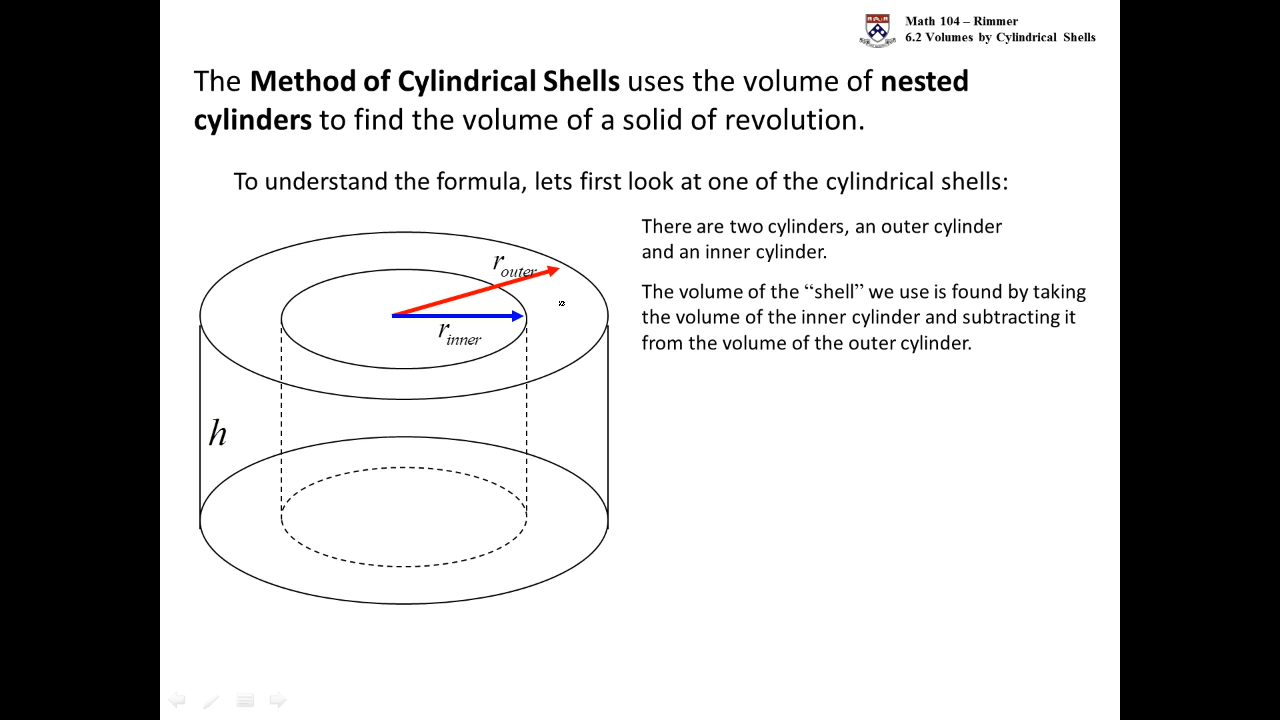 Math 104 – Rimmer
6.2 Volumes by Cylindrical Shells
The Method of Cylindrical Shells uses the volume of nested
cylinders to find the volume of a solid of revolution.
To understand the formula, lets first look at one of the cylindrical shells:
There are two cylinders, an outer cylinder
and an inner cylinder.
The volume of the “shell” we use is found by taking
the volume of the inner cylinder and subtracting it
from the volume of the outer cylinder.
r outer
r inner
h